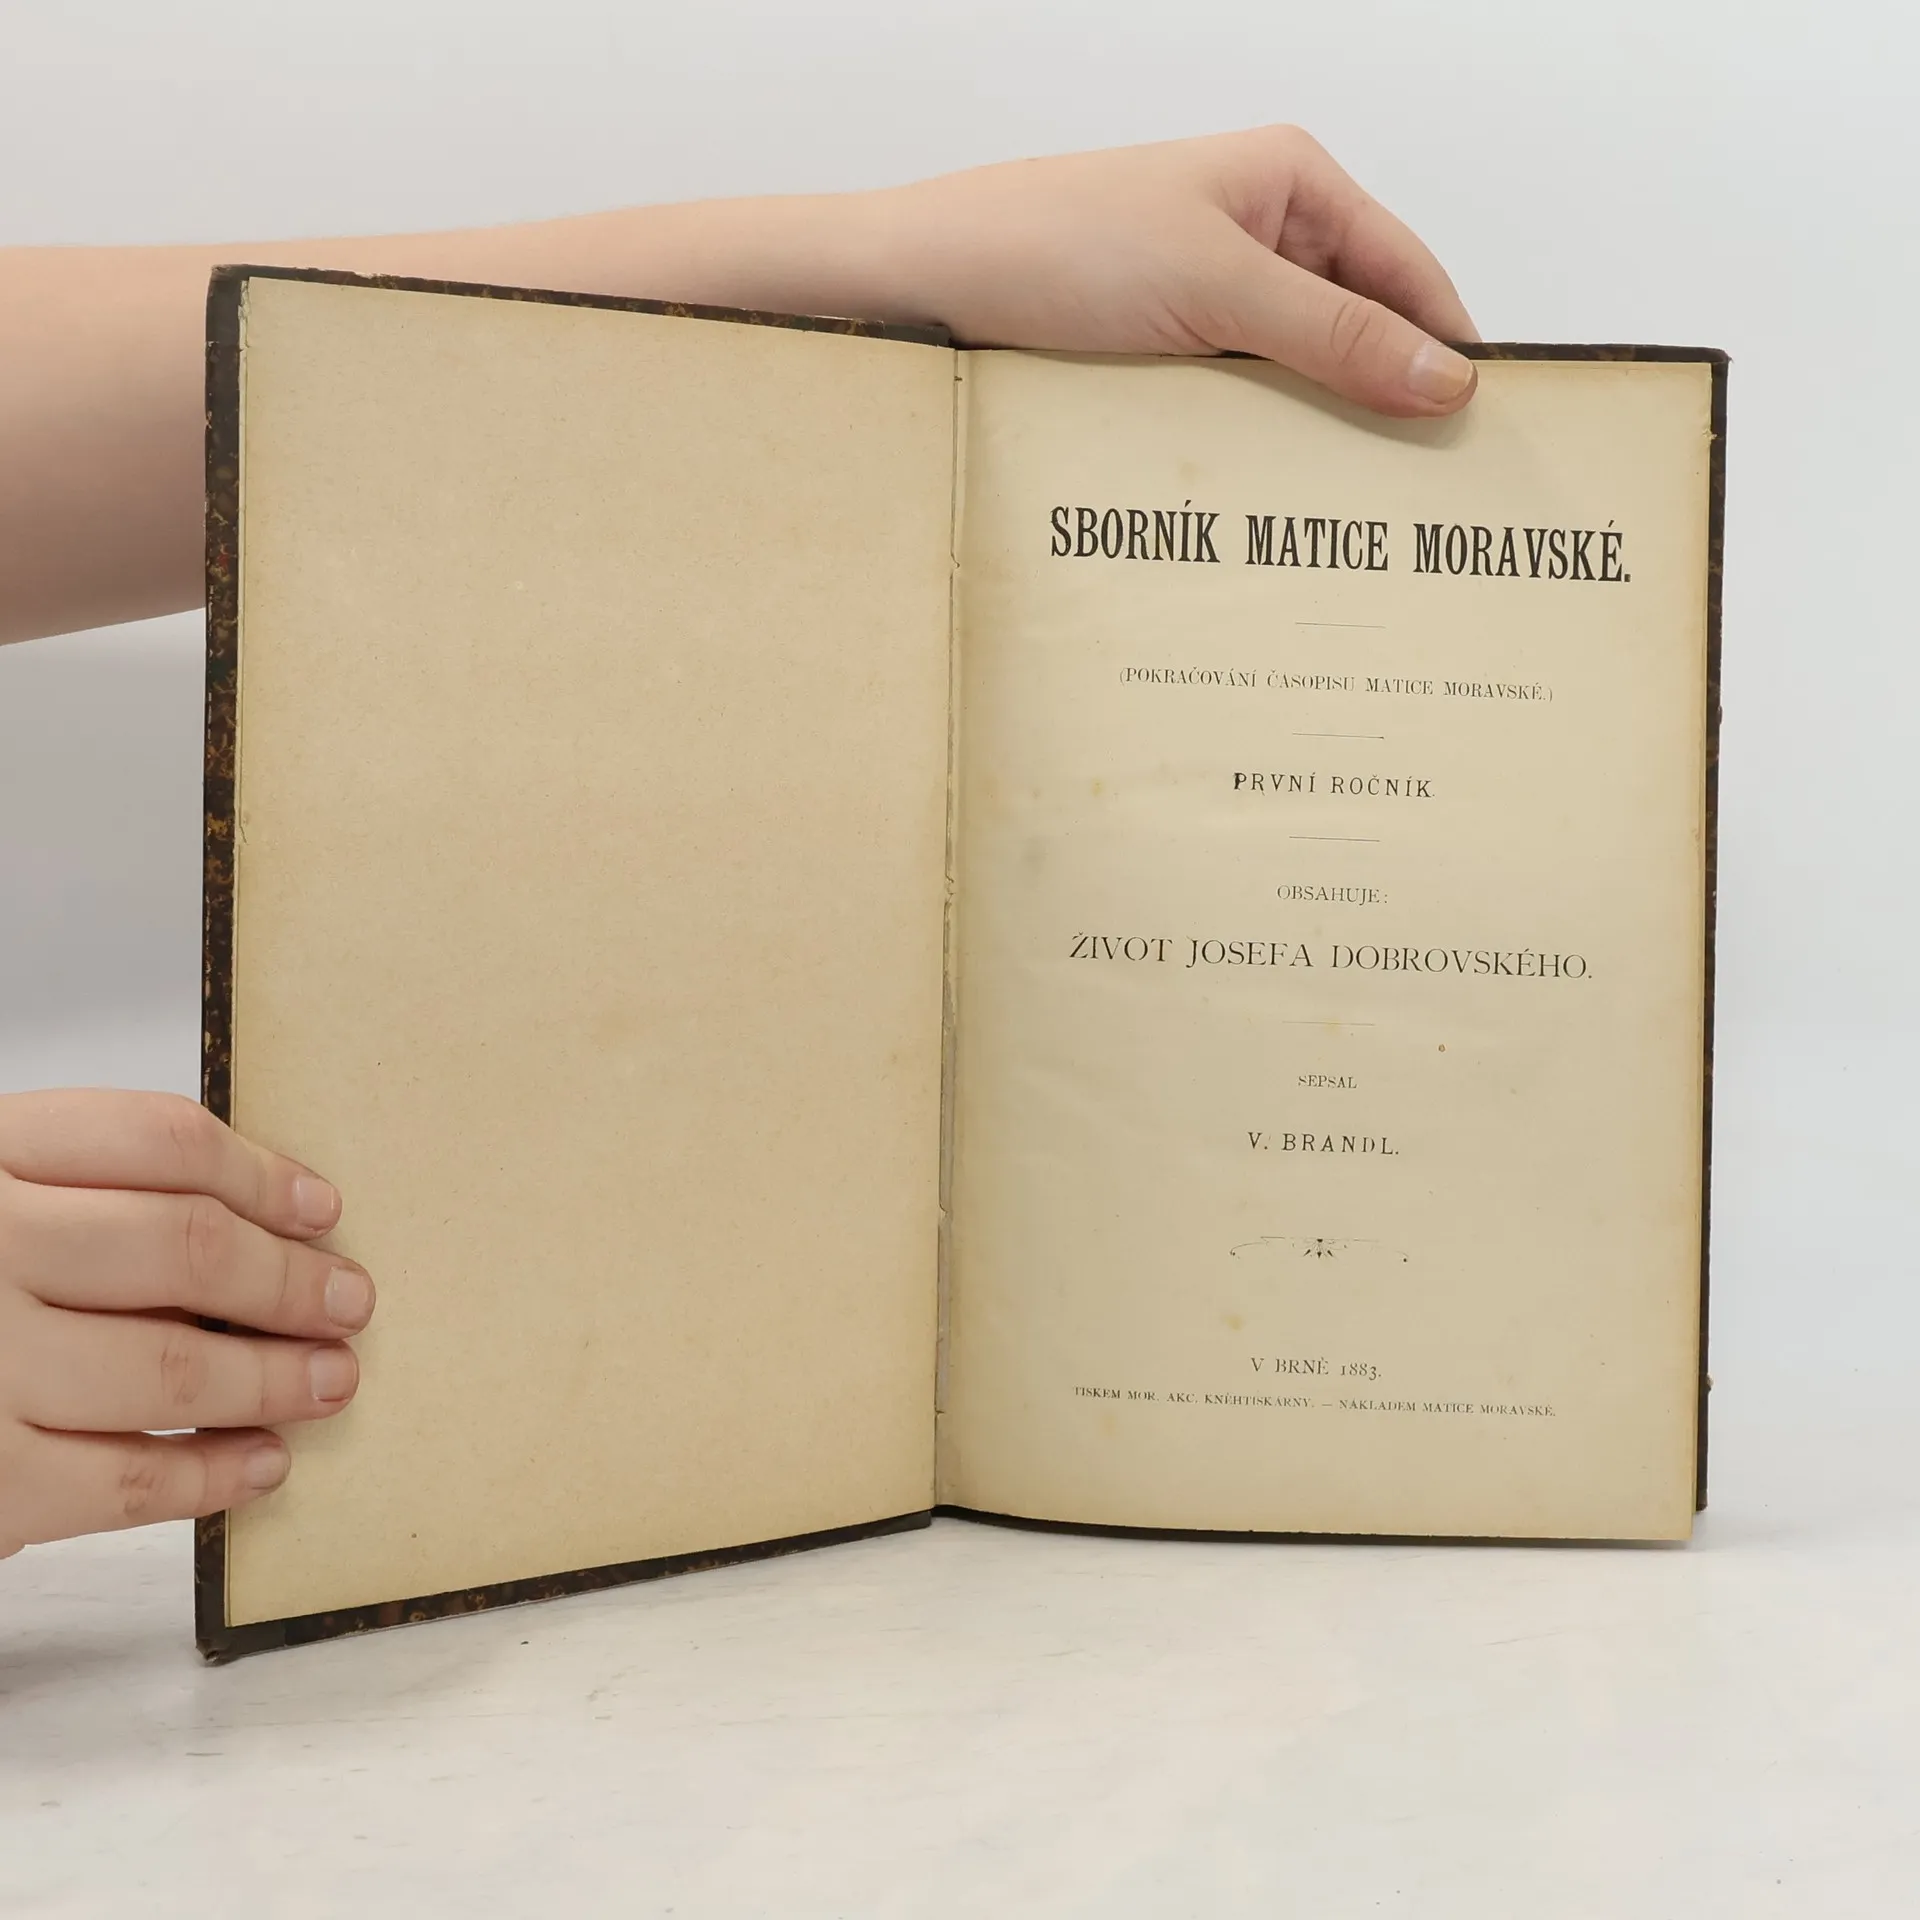 SBORNÍK MATICE MORAVSKÉ.
(POKRAČOVÁNÍ ČASOPISU MATICE MORAVSKÉ.)
PRVNÍ ROČNÍK.
OBSAHUJE:
ŽIVOT JOSEFA DOBROVSKÉHO.
SEPSAL
V. BRANDL.
V BRNĚ 1883.
TISKEM MOR. AKC. KNĚHTISKÁRNY. — NÁKLADEM MATICE MORAVSKÉ.